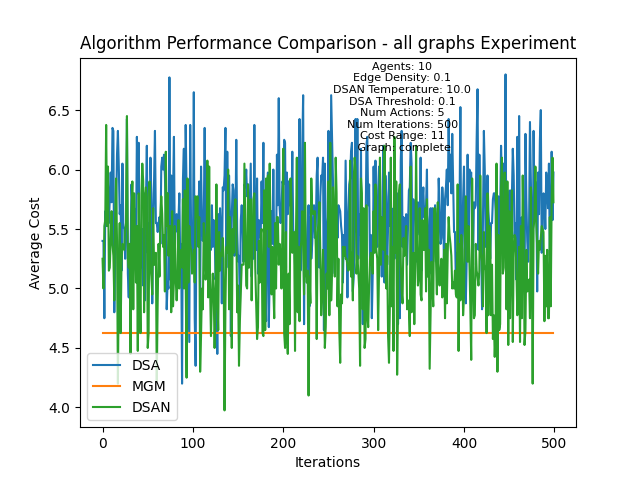 Algorithm Performance Comparison - all graphs Experiment
Agents: 10
Edge Density: 0.1
DSAN Temperature: 10.0
DSA Threshold: 0.1
Num Actions: 5
Num Iterations: 500
Cost Range: 11
Graph: complete
Average Cost
6.5
6.0
5.5
5.0
4.5
4.0
DSA
MGM
DSAN
0
100
200
300
400
500
Iterations